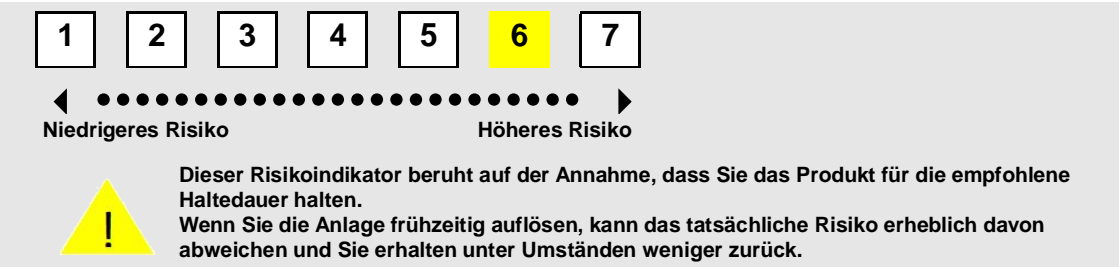 1 2 3 4 5 6 7
Niedrigeres Risiko Höheres Risiko
Dieser Risikoindikator beruht auf der Annahme, dass Sie das Produkt für die empfohlene
Haltedauer halten.
Wenn Sie die Anlage frühzeitig auflösen, kann das tatsächliche Risiko erheblich davon
abweichen und Sie erhalten unter Umständen weniger zurück.
!